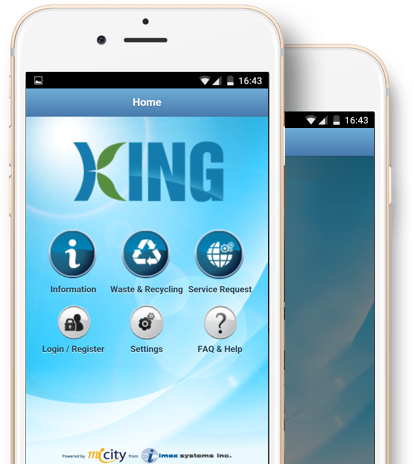 16:43
Home
KING
Information Waste & Recycling Service Request
Login / Register Settings FAQ & Help
Powered by mCcity from imax systems inc.
16:43